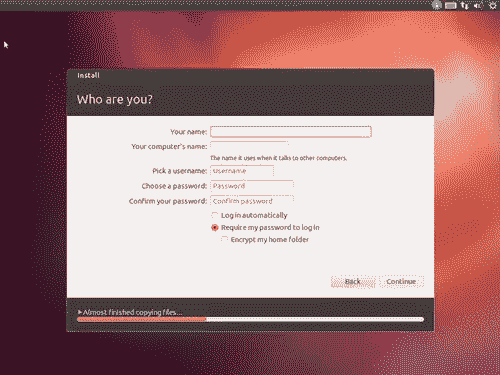 Install
Who are you?
Your name:
Your computer's name:
The name it uses when it talks to other computers.
Pick a username: Username
Choose a password: Password
Confirm your password: Confirm password
Log in automatically
Require my password to log in
Encrypt my home folder
Back Continue
Almost finished copying files...